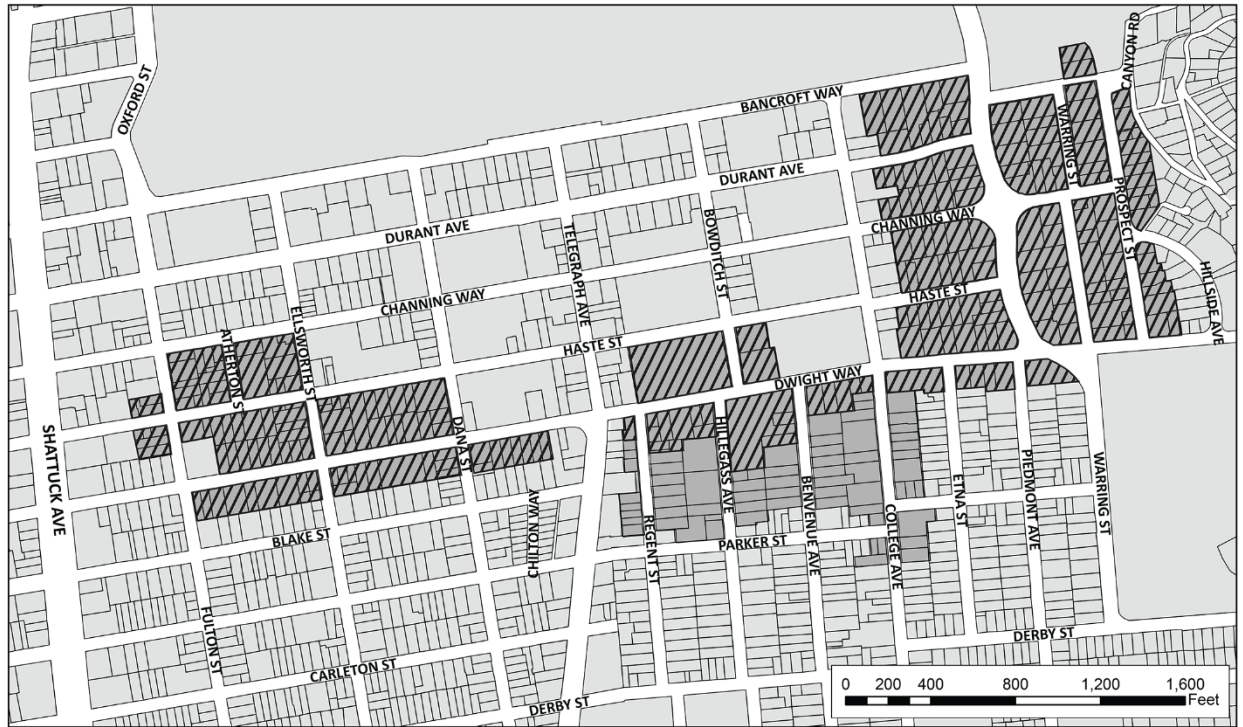 CANYON RD
OXFORD ST
BANCROFT WAY
WARRING ST
DURANT AVE
PROSPECT ST
BOWDITCH ST
CHANNING WAY
TELEGRAPH AVE
DURANT AVE
HILLSIDE AVE
HASTE ST
CHANNING WAY
ELLSWORTH ST
ATHERTON ST
HASTE ST
DWIGHT WAY
DANA ST
HILLEGASS AVE
SHATTUCK AVE
PIEDMONT AVE
WARRING ST
BENVENUE AVE
ETNA ST
COLLEGE AVE
CHILTON WAY
REGENT ST
BLAKE ST
PARKER ST
FULTON ST
DERBY ST
CARLETON ST
DERBY ST
0 200 400 800 1,200 1,600
Feet